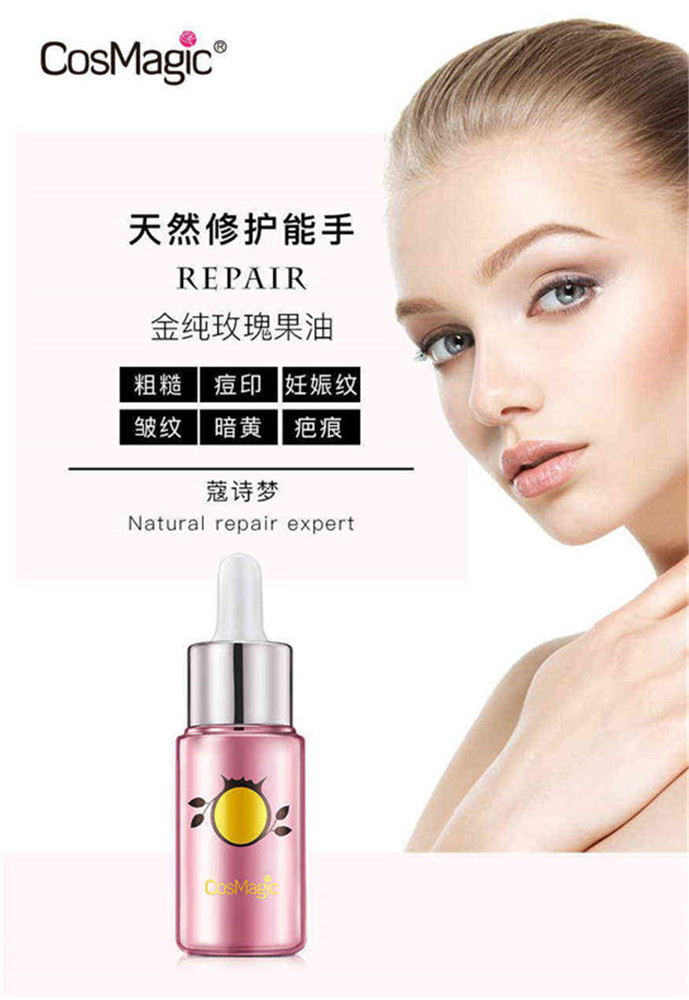 CosMagic®
天然修护能手
REPAIR
金纯玫瑰果油
粗糙 痘印 妊娠纹
皱纹 暗黄 疤痕
蔻诗梦
Natural repair expert
CosMagic